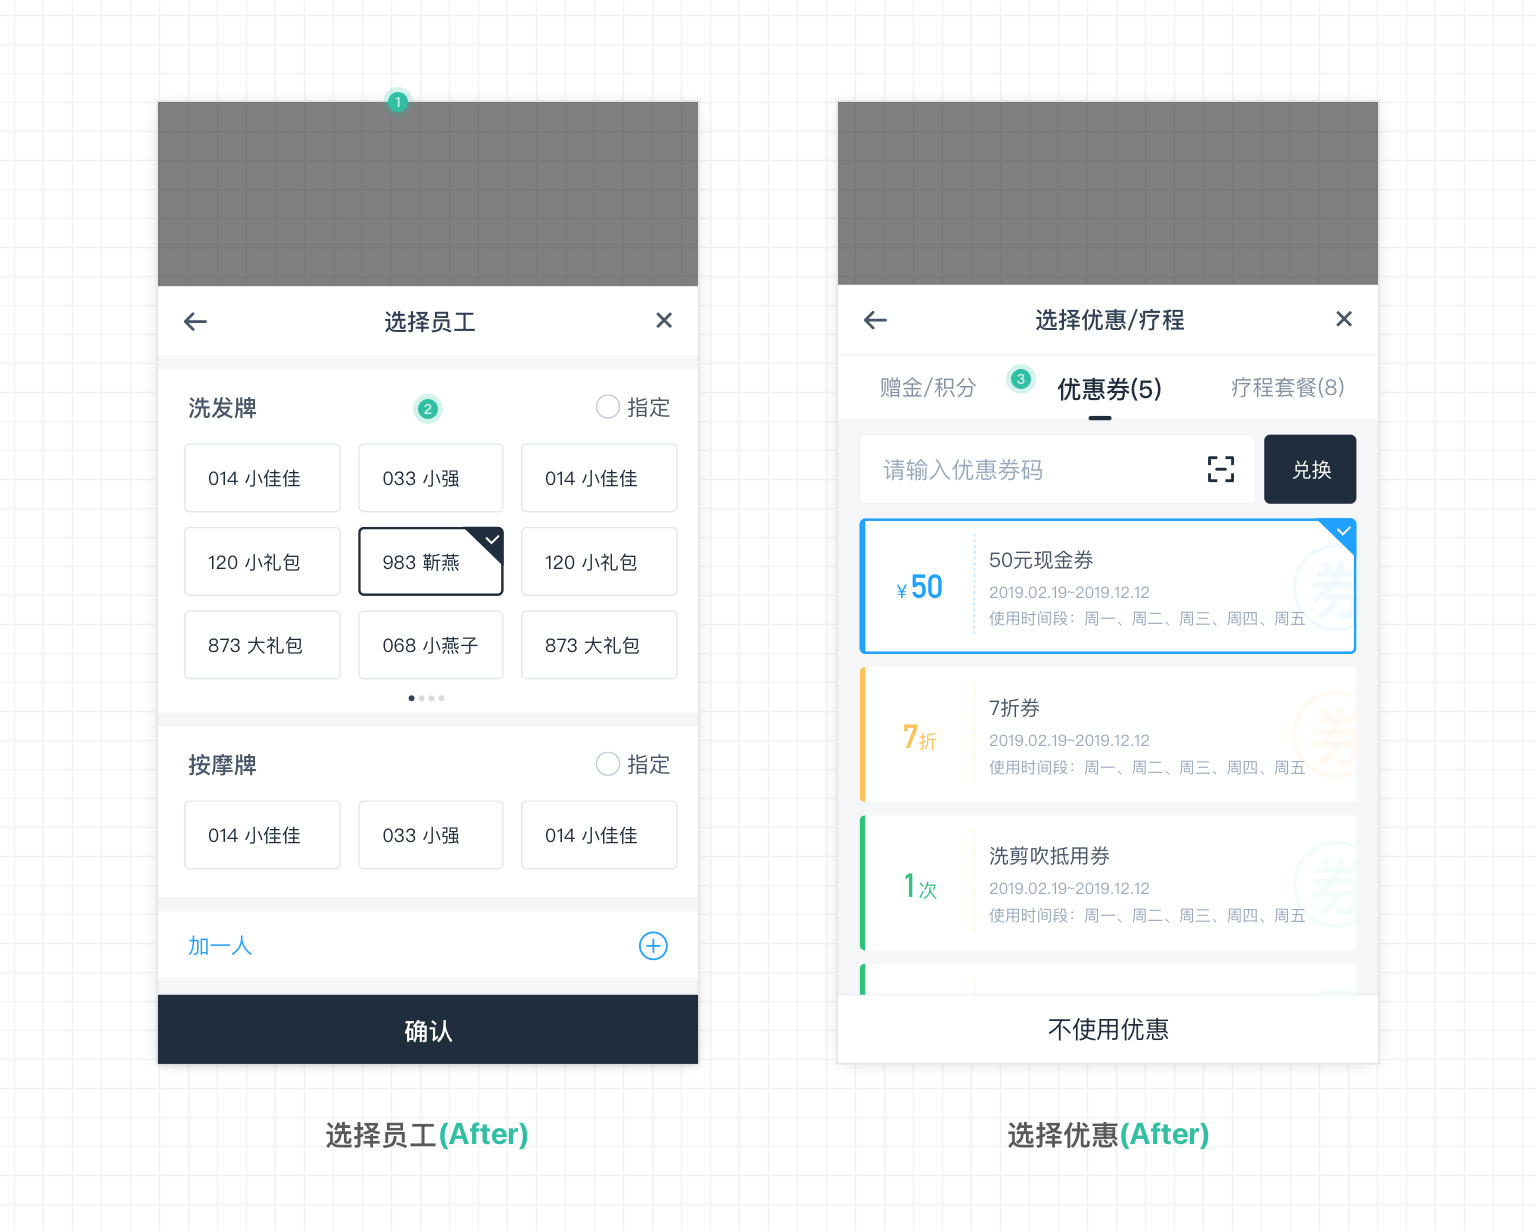 1
选择员工
洗发牌
2
指定
014 小佳佳
033 小强
014 小佳佳
120 小礼包
983 靳燕
120 小礼包
873 大礼包
068 小燕子
873 大礼包
按摩牌
指定
014 小佳佳
033 小强
014 小佳佳
加一人
确认
选择员工(After)
选择优惠/疗程
赠金/积分
3
优惠券(5)
疗程套餐(8)
请输入优惠券码
兑换
¥50
50元现金券
2019.02.19~2019.12.12
使用时间段：周一、周二、周三、周四、周五
券
7折
7折券
2019.02.19~2019.12.12
使用时间段：周一、周二、周三、周四、周五
券
1次
洗剪吹抵用券
2019.02.19~2019.12.12
使用时间段：周一、周二、周三、周四、周五
券
不使用优惠
选择优惠(After)